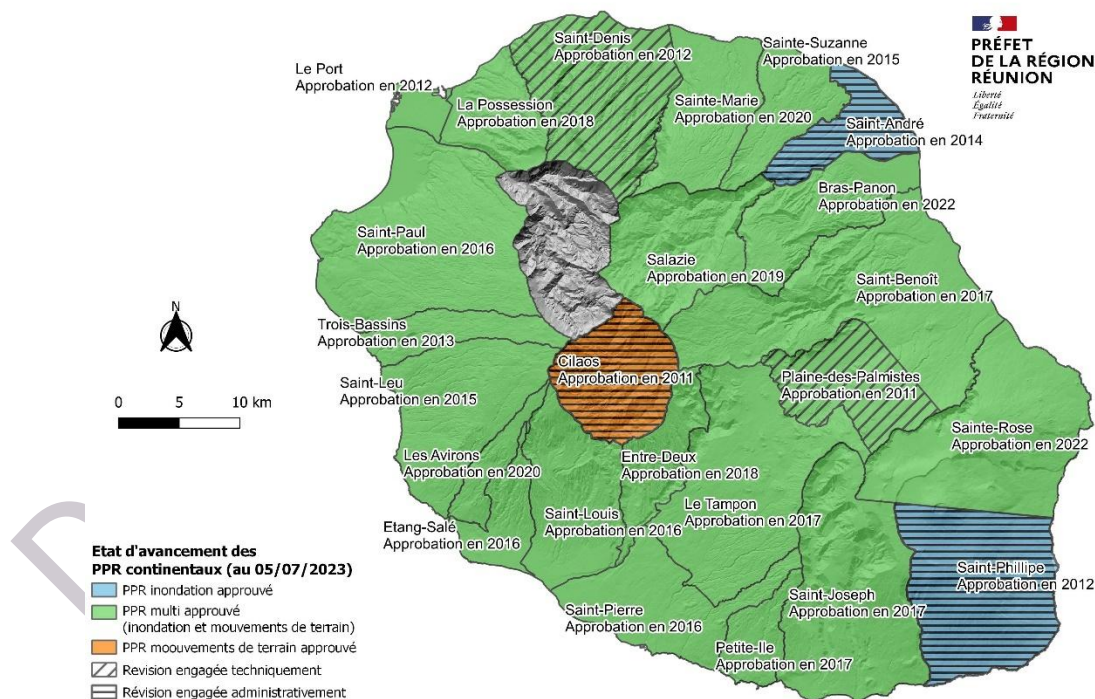 PRÉFET
DE LA RÉGION
RÉUNION
Liberté
Égalité
Fraternité
Saint-Denis
Approbation en 2012
Sainte-Suzanne
Approbation en 2015
Le Port
Approbation en 2012
La Possession
Approbation en 2018
Sainte-Marie
Approbation en 2020
Saint-André
Approbation en 2014
Bras-Panon
Approbation en 2022
Saint-Paul
Approbation en 2016
Salazie
Approbation en 2019
Saint-Benoît
Approbation en 2017
N
Trois-Bassins
Approbation en 2013
Cilaos
Approbation en 2011
Plaine-des-Palmistes
Approbation en 2011
Saint-Leu
Approbation en 2015
0 5 10 km
Sainte-Rose
Approbation en 2022
Les Avirons
Approbation en 2020
Entre-Deux
Approbation en 2018
Le Tampon
Approbation en 2017
Saint-Louis
Approbation en 2016
Etang-Salé
Approbation en 2016
Saint-Phillipe
Approbation en 2012
Saint-Joseph
Approbation en 2017
Saint-Pierre
Approbation en 2016
Petite-Ile
Approbation en 2017
Etat d'avancement des
PPR continentaux (au 05/07/2023)
PPR inondation approuvé
PPR multi approuvé
(inondation et mouvements de terrain)
PPR moouvements de terrain approuvé
Revision engagée techniquement
Révision engagée administrativement